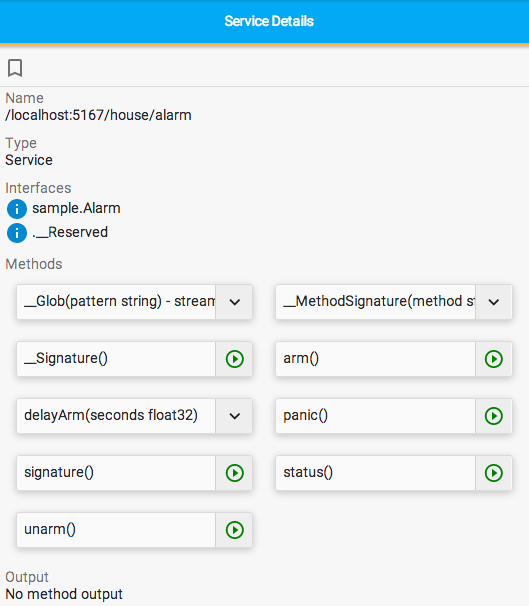 Service Details
Name
/localhost:5167/house/alarm
Type
Service
Interfaces
sample.Alarm
.__Reserved
Methods
__Glob(pattern string) - stream
__MethodSignature(method st
__Signature()
arm()
delayArm(seconds float32)
panic()
signature()
status()
unarm()
Output
No method output